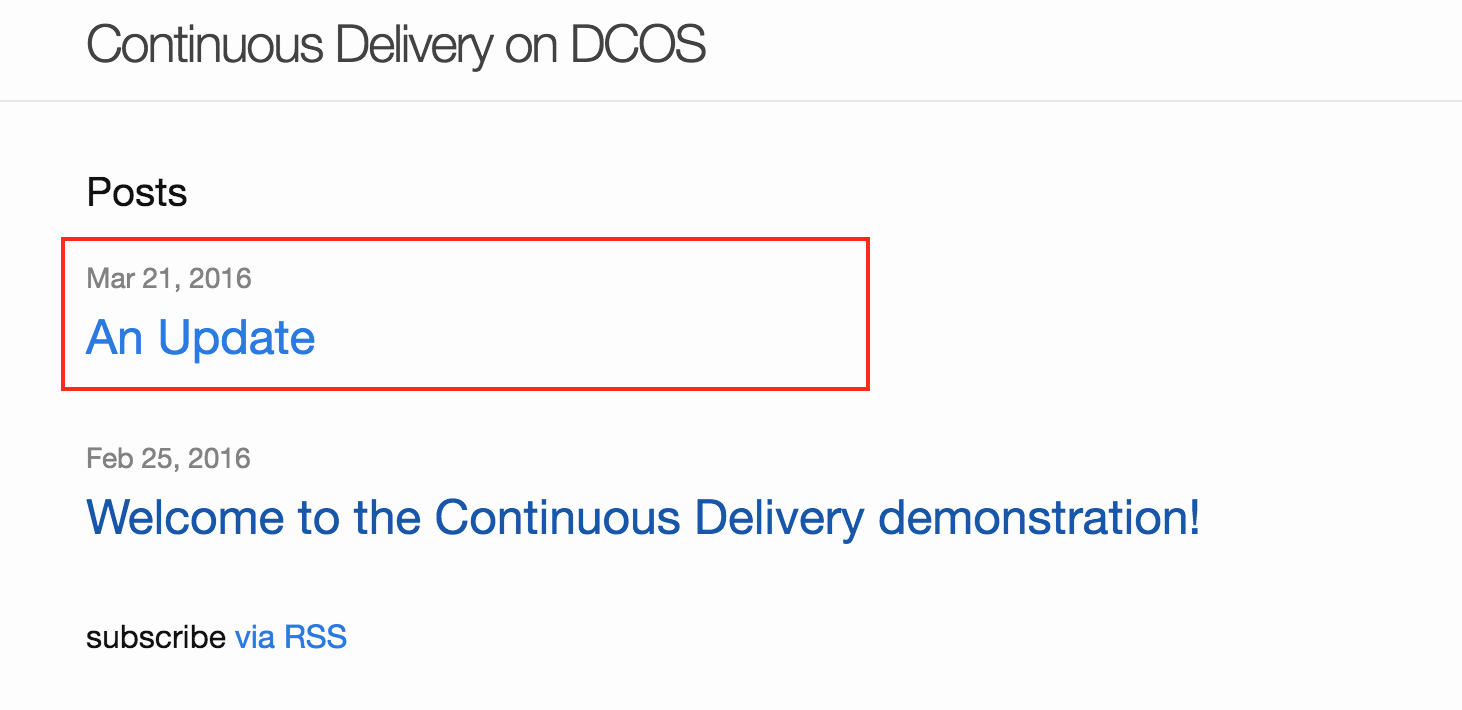 Continuous Delivery on DCOS
Posts
Mar 21, 2016
An Update
Feb 25, 2016
Welcome to the Continuous Delivery demonstration!
subscribe via RSS